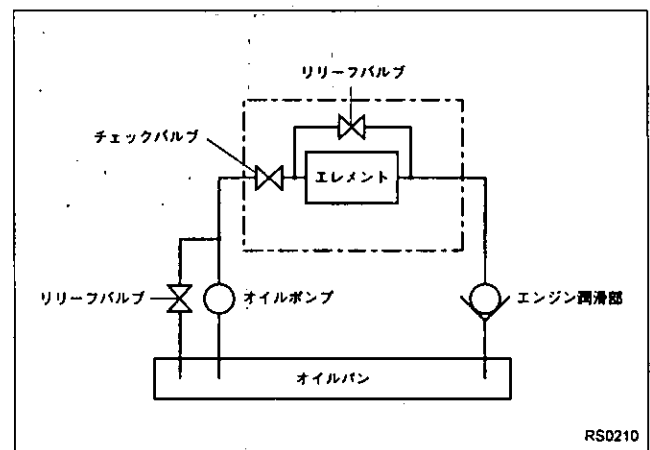 リリーフバルブ
チェックバルブ
エレメント
リリーフバルブ
オイルポンプ
エンジン潤滑部
オイルパン
RS0210